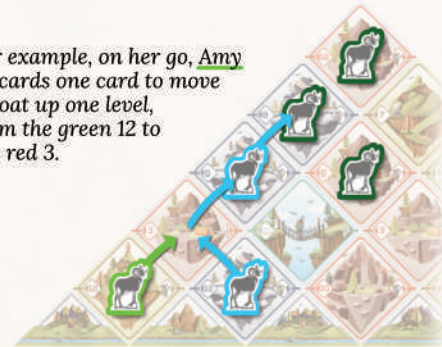 r example, on her go, Amy
cards one card to move
oat up one level,
m the green 12 to
red 3.